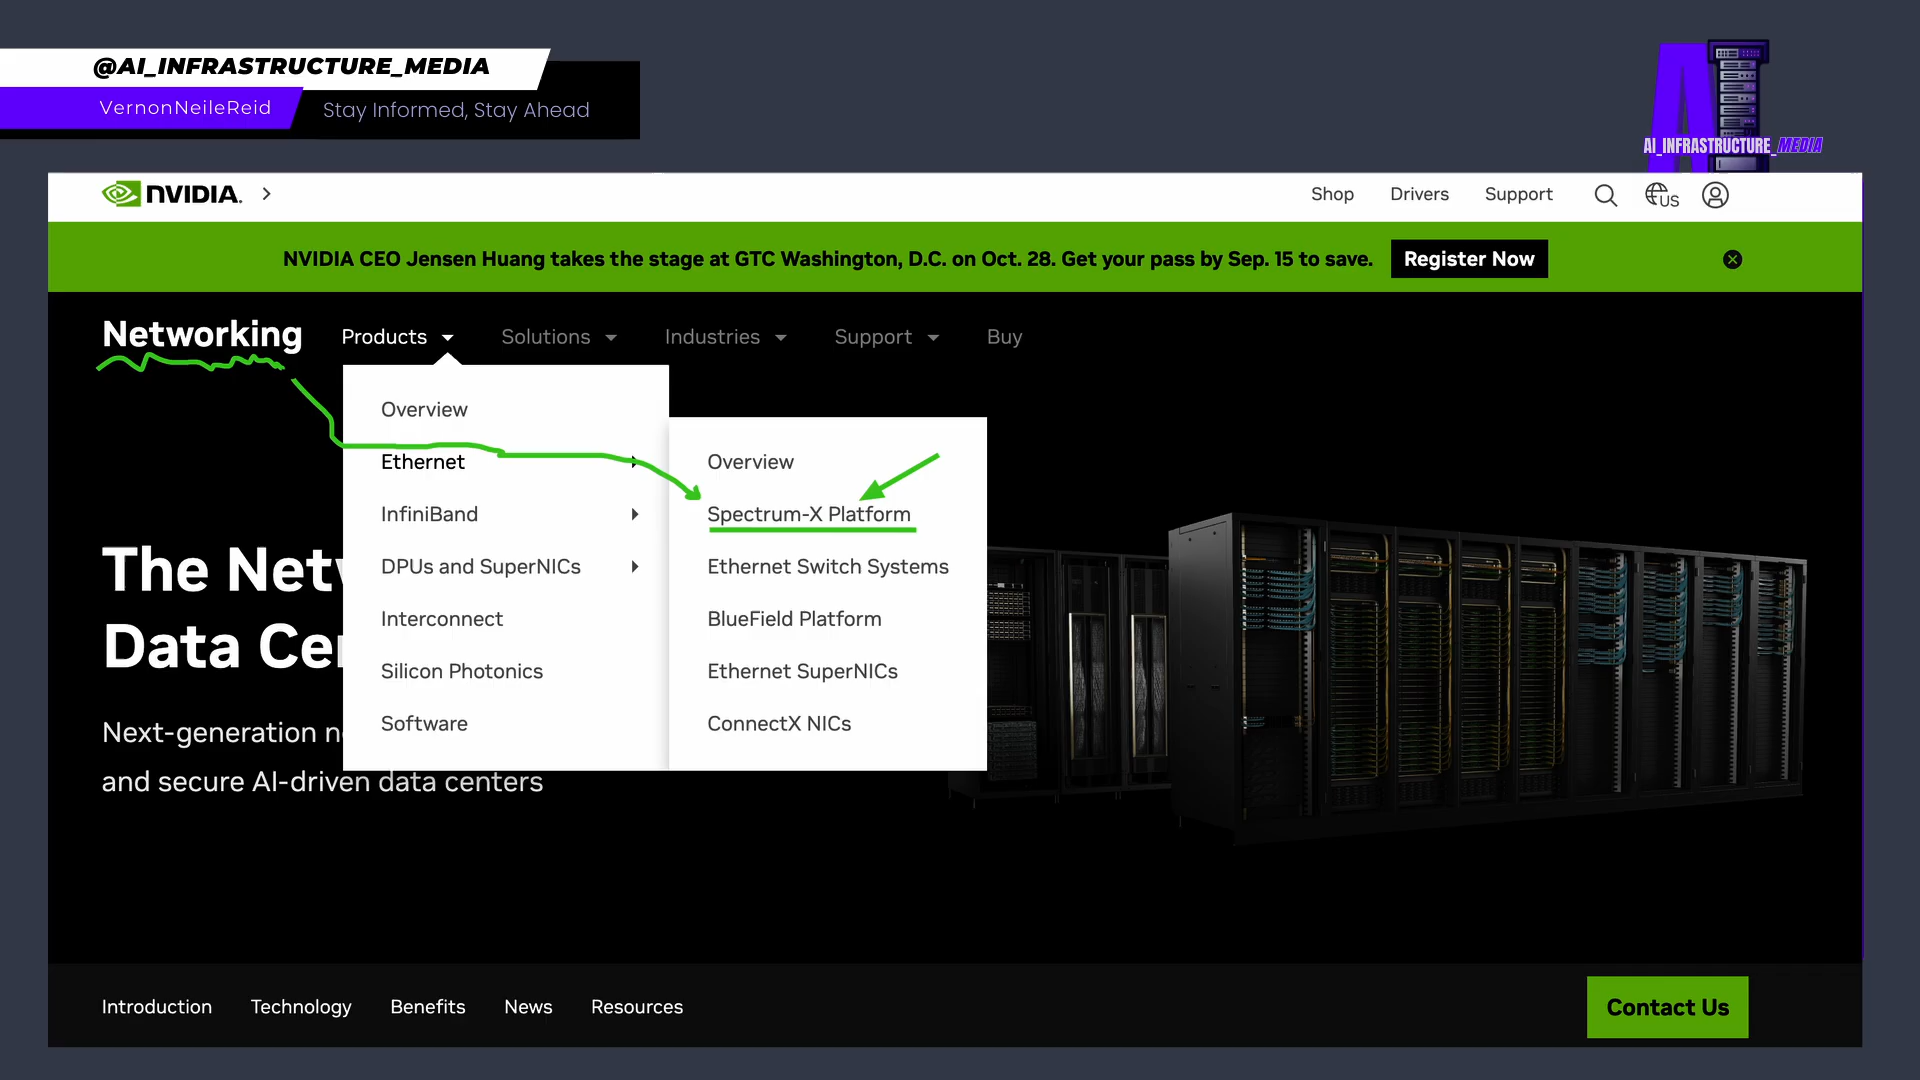 @AI_INFRASTRUCTURE_MEDIA
VernonNeileReid
Stay Informed, Stay Ahead
AI
AI_INFRASTRUCTURE_MEDIA
NVIDIA.
Shop
Drivers
Support
US
NVIDIA CEO Jensen Huang takes the stage at GTC Washington, D.C. on Oct. 28. Get your pass by Sep. 15 to save.
Register Now
Networking
Products
Solutions
Industries
Support
Buy
Overview
Ethernet
InfiniBand
DPUs and SuperNICs
Interconnect
Silicon Photonics
Software
Overview
Spectrum-X Platform
Ethernet Switch Systems
BlueField Platform
Ethernet SuperNICs
ConnectX NICs
The Net
Data Ce
Next-generation n
and secure AI-driven data centers
Introduction
Technology
Benefits
News
Resources
Contact Us